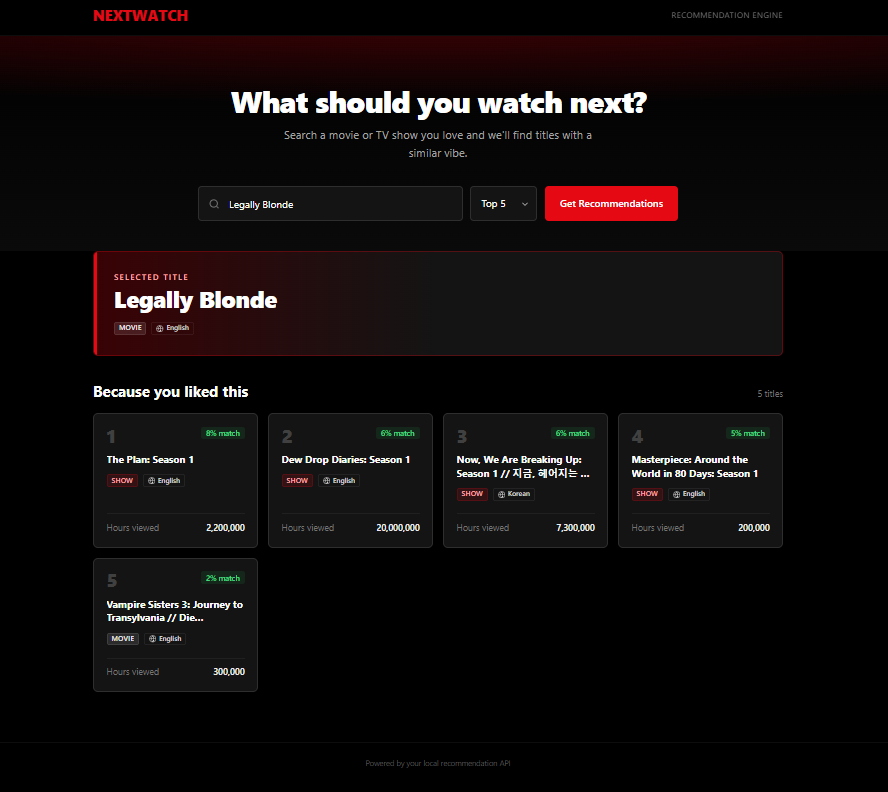 NEXTWATCH
RECOMMENDATION ENGINE
What should you watch next?
Search a movie or TV show you love and we'll find titles with a
similar vibe.
Legally Blonde
Top 5
Get Recommendations
SELECTED TITLE
Legally Blonde
MOVIE
English
Because you liked this
5 titles
1
8% match
The Plan: Season 1
SHOW
English
Hours viewed
2,200,000
2
6% match
Dew Drop Diaries: Season 1
SHOW
English
Hours viewed
20,000,000
3
6% match
Now, We Are Breaking Up:
Season 1 // 지금, 헤어지는 ...
SHOW
Korean
Hours viewed
7,300,000
4
5% match
Masterpiece: Around the
World in 80 Days: Season 1
SHOW
English
Hours viewed
200,000
5
2% match
Vampire Sisters 3: Journey to
Transylvania // Die...
MOVIE
English
Hours viewed
300,000
Powered by your local recommendation API